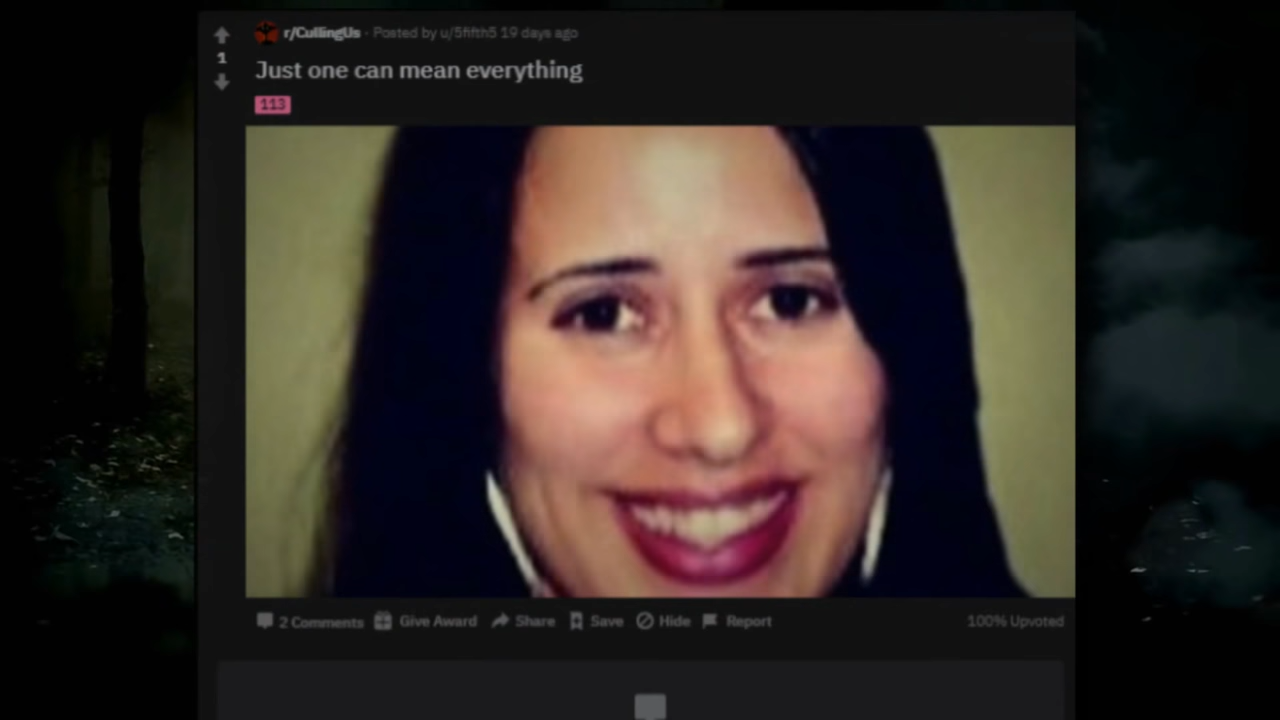 r/CullingUs · Posted by u/5fifth5 19 days ago
1
Just one can mean everything
113
2 Comments Give Award Share Save Hide Report 100% Upvoted